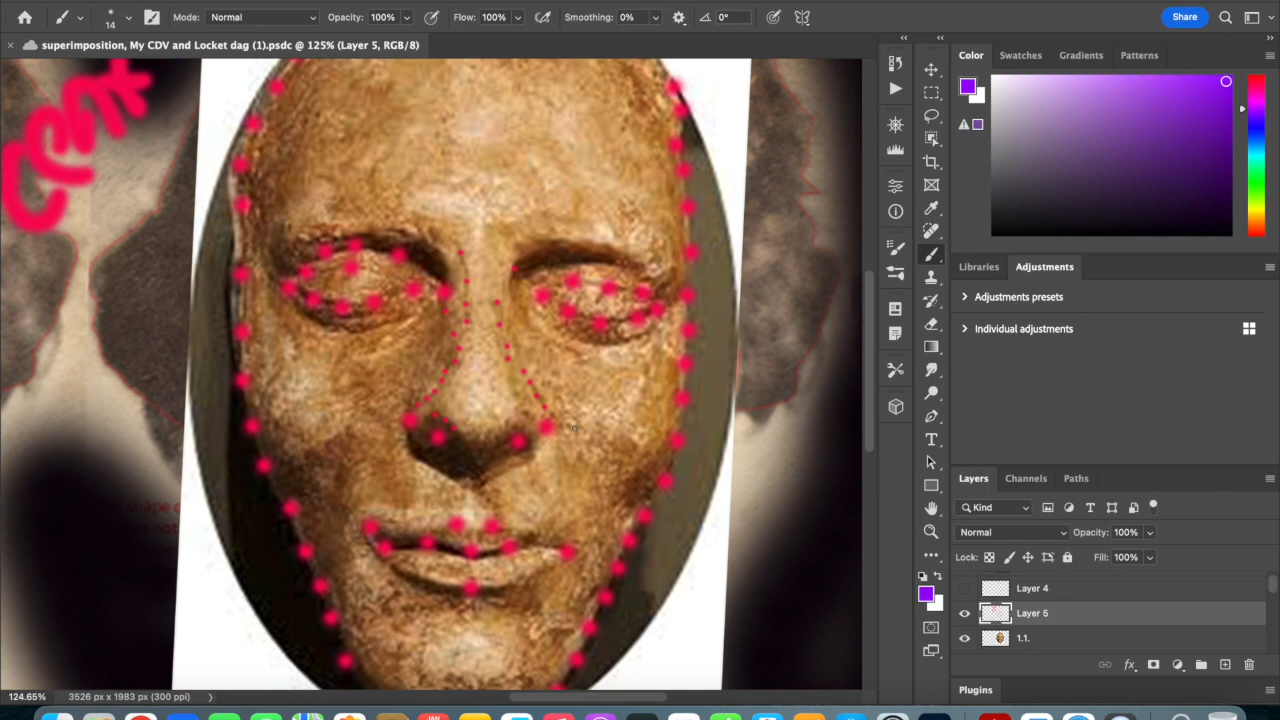 14
Mode: Normal
Opacity: 100%
Flow: 100%
Smoothing: 0%
0°
Share
superimposition, My CDV and Locket dag (1).psdc @ 125% (Layer 5, RGB/8)
Color
Swatches
Gradients
Patterns
Libraries
Adjustments
Adjustments presets
Individual adjustments
Layers
Channels
Paths
Kind
Normal
Opacity: 100%
Lock:
Fill: 100%
Layer 4
Layer 5
1.1.
fx
Plugins
124.65%
3526 px x 1983 px (300 ppi)